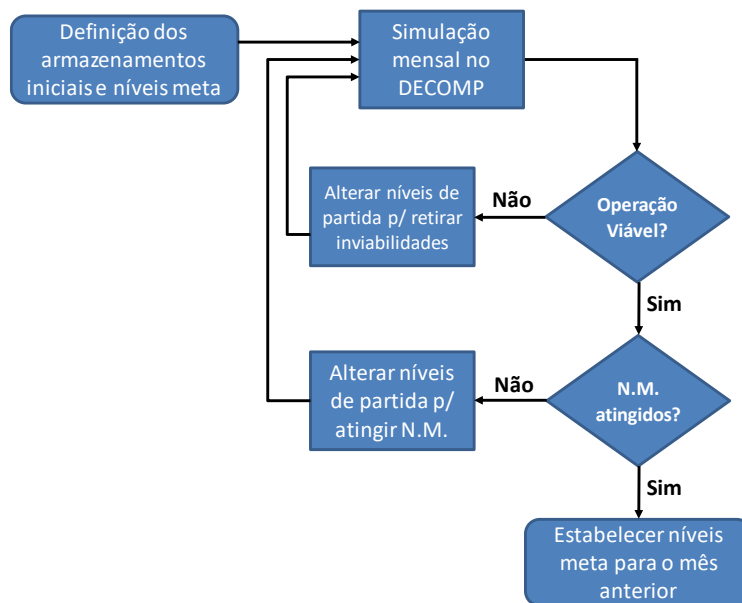 Definição dos
armazenamentos
iniciais e níveis meta
Simulação
mensal no
DECOMP
Alterar níveis de
partida p/ retirar
inviabilidades
Não
Operação
Viável?
Sim
Alterar níveis
de partida p/
atingir N.M.
Não
N.M.
atingidos?
Sim
Estabelecer níveis
meta para o mês
anterior